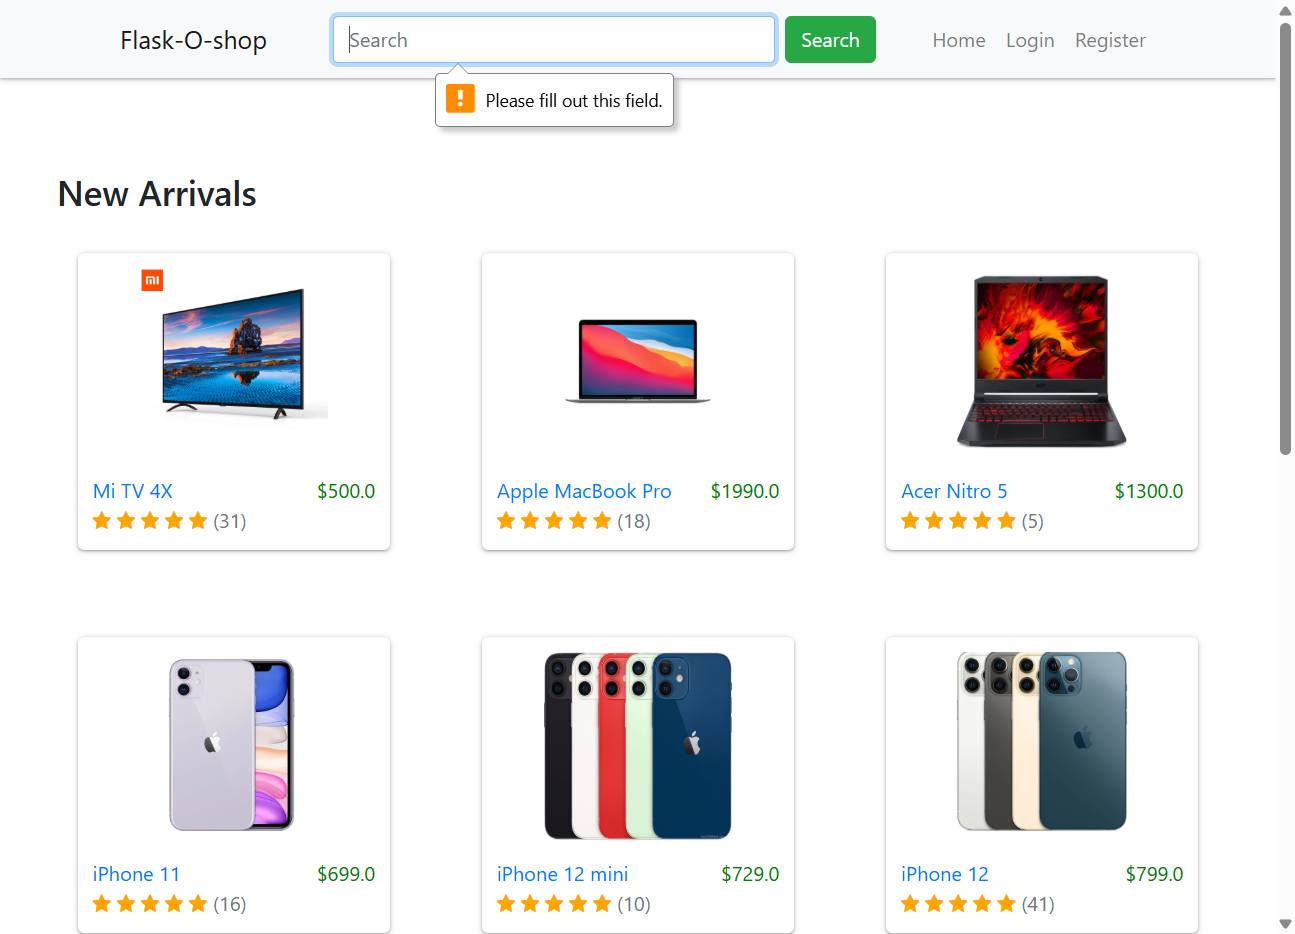 Flask-O-shop
Search
Search
Home
Login
Register
Please fill out this field.
New Arrivals
mi
Mi TV 4X
$500.0
(31)
Apple MacBook Pro
$1990.0
(18)
Acer Nitro 5
$1300.0
(5)
iPhone 11
$699.0
(16)
iPhone 12 mini
$729.0
(10)
iPhone 12
$799.0
(41)